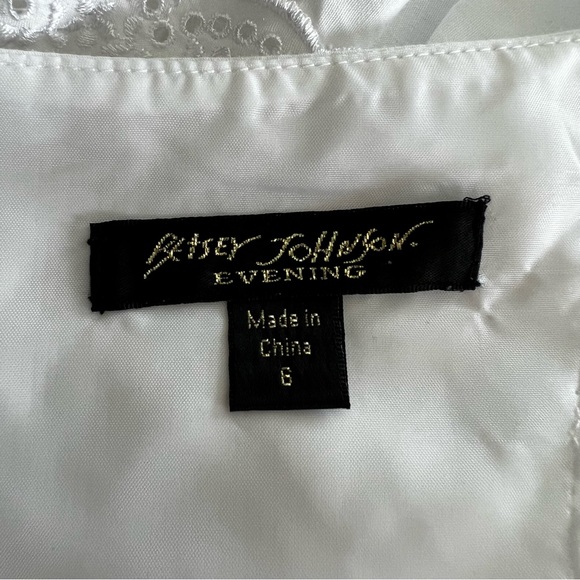 BETSEY JOHNSON.
EVENING
Made in
China
6